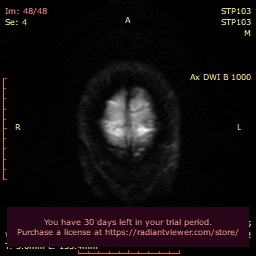 Im: 48/48
Se: 4
A
STP103
STP103
M
Ax DWI B 1000
R
L
You have 30 days left in your trial period.
Purchase a license at https://radiantviewer.com/store/